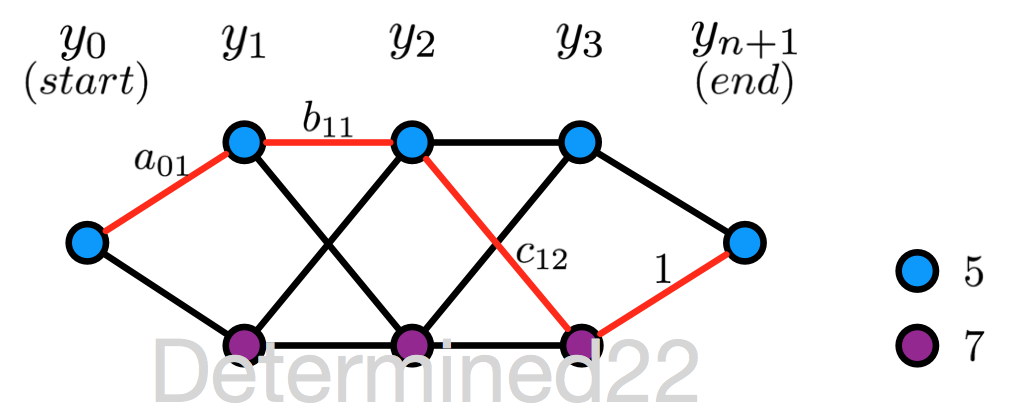 y₀ y₁ y₂ y₃ yₙ₊₁
(start) (end)
b₁₁
a₀₁
c₁₂
1
5
7
Determined22